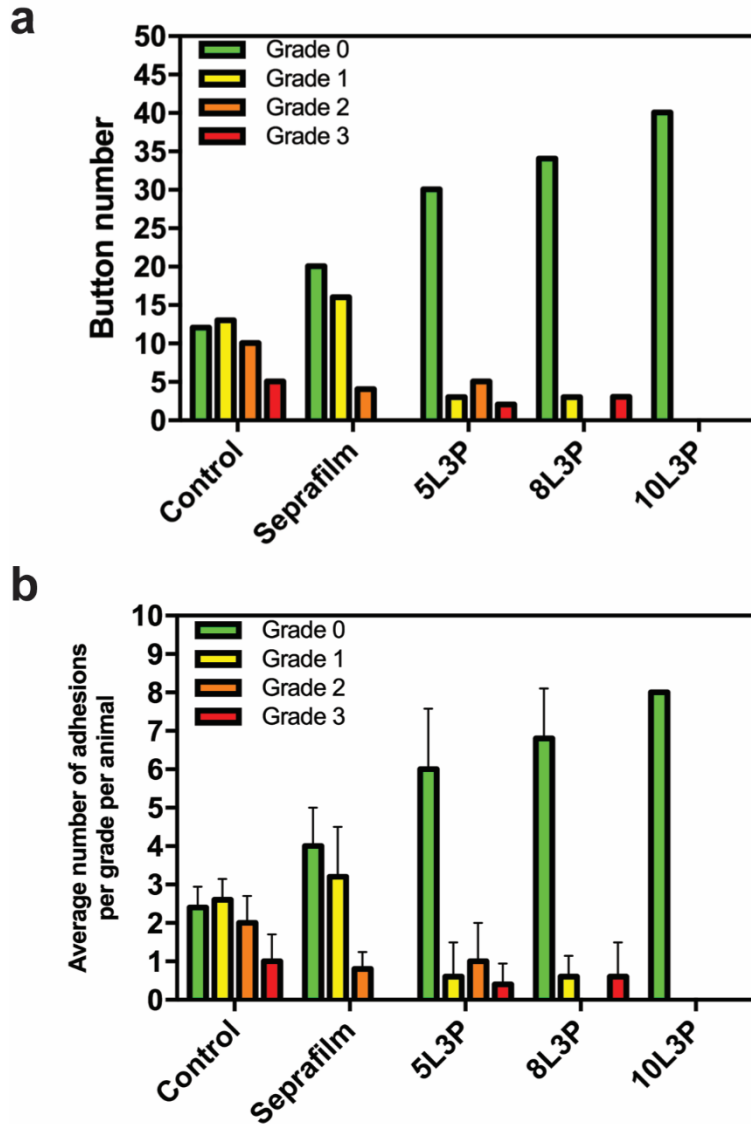 a
50
45
40
35
30
25
20
15
10
5
0
Button number
Grade 0
Grade 1
Grade 2
Grade 3
Control
Seprafilm
5L3P
8L3P
10L3P
b
10
9
8
7
6
5
4
3
2
1
0
Average number of adhesions
per grade per animal
Grade 0
Grade 1
Grade 2
Grade 3
Control
Seprafilm
5L3P
8L3P
10L3P